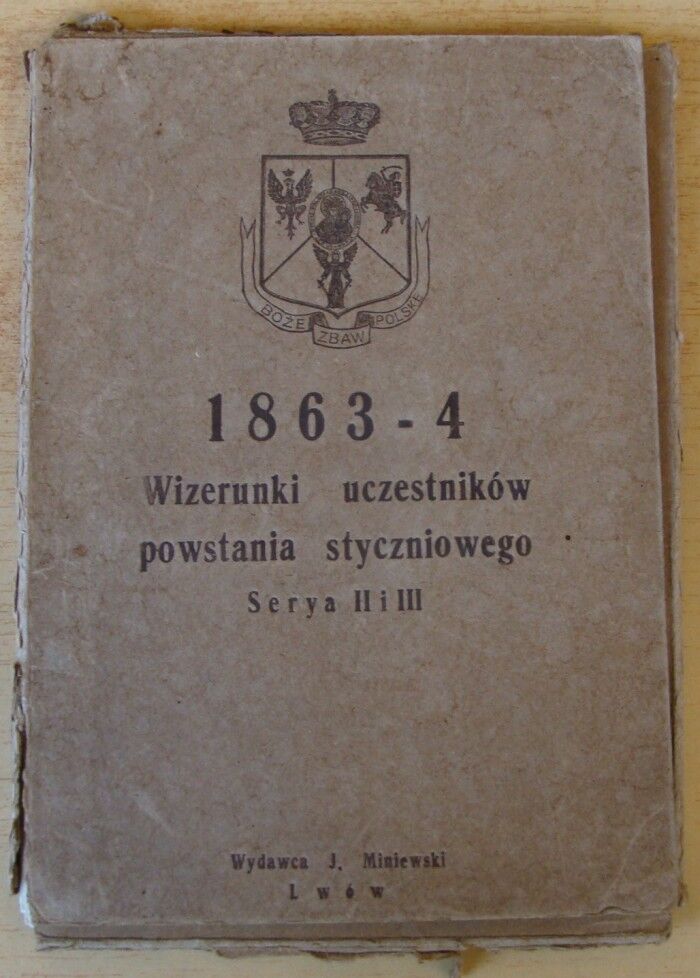 BOŻE ZBAW POLSKĘ
1863-4
Wizerunki uczestników
powstania styczniowego
Serya II i III
Wydawca J. Miniewski
Lwów